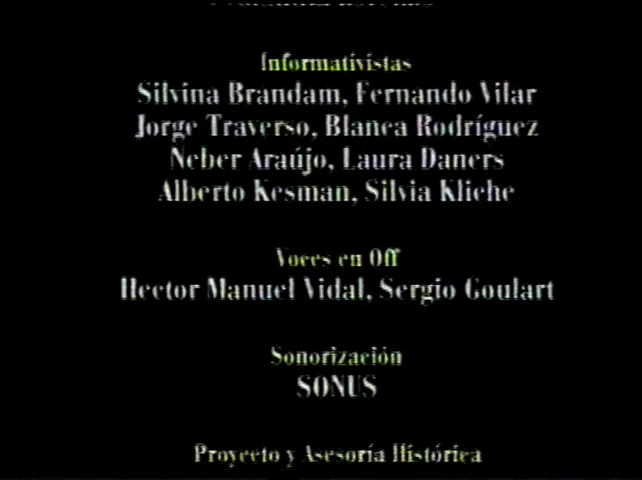 Informativistas
Silvina Brandam, Fernando Vilar
Jorge Traverso, Blanca Rodríguez
Neber Araújo, Laura Daners
Alberto Kesman, Silvia Kliche
Voces en Off
Hector Manuel Vidal, Sergio Goulart
Sonorización
SONUS
Proyecto y Asesoría Histórica